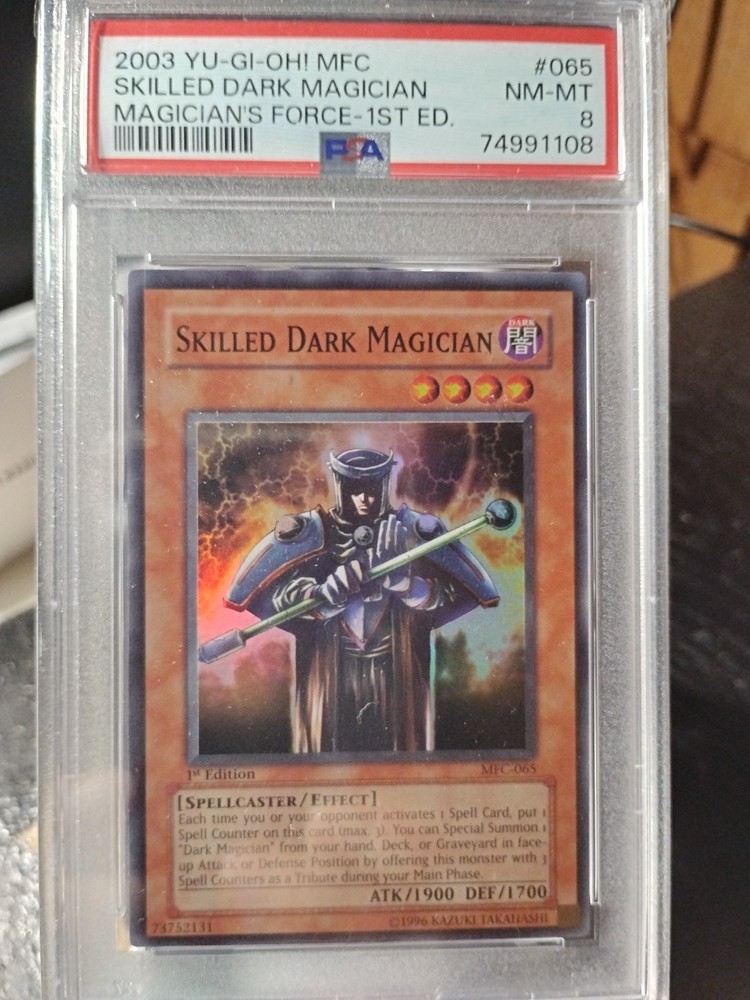 2003 YU-GI-OH! MFC #065
SKILLED DARK MAGICIAN NM-MT
MAGICIAN'S FORCE-1ST ED. 8
PSA 74991108
SKILLED DARK MAGICIAN
DARK
闇
1st Edition MFC-065
[SPELLCASTER/EFFECT]
Each time you or your opponent activates 1 Spell Card, put 1
Spell Counter on this card (max. 3). You can Special Summon 1
"Dark Magician" from your hand, Deck, or Graveyard in face-
up Attack or Defense Position by offering this monster with 3
Spell Counters as a Tribute during your Main Phase.
ATK/1900 DEF/1700
73752131 ©1996 KAZUKI TAKAHASHI